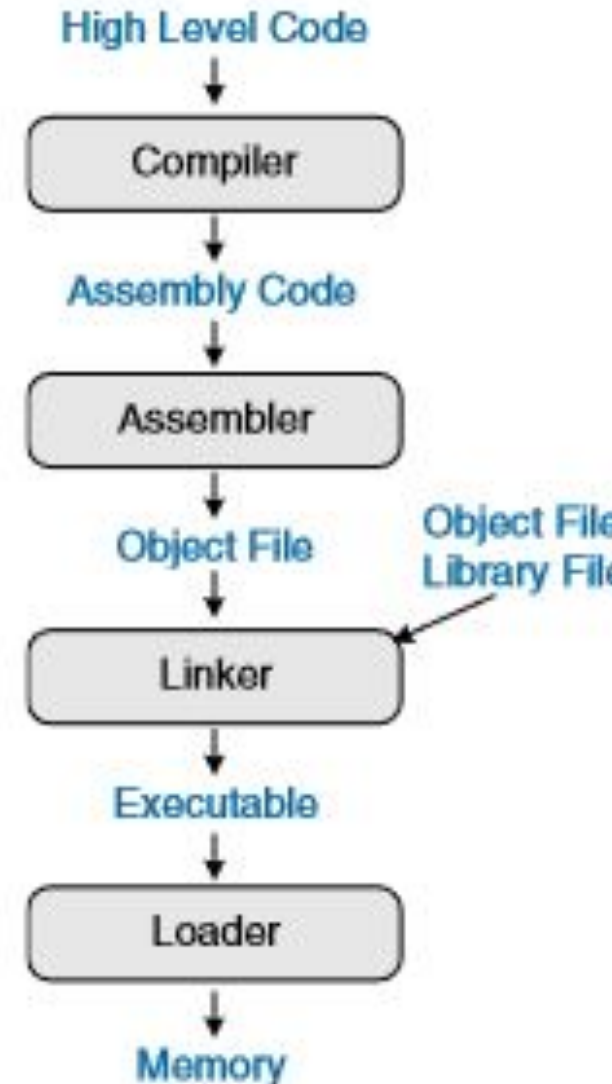 High Level Code
Compiler
Assembly Code
Assembler
Object File
Object File
Library File
Linker
Executable
Loader
Memory